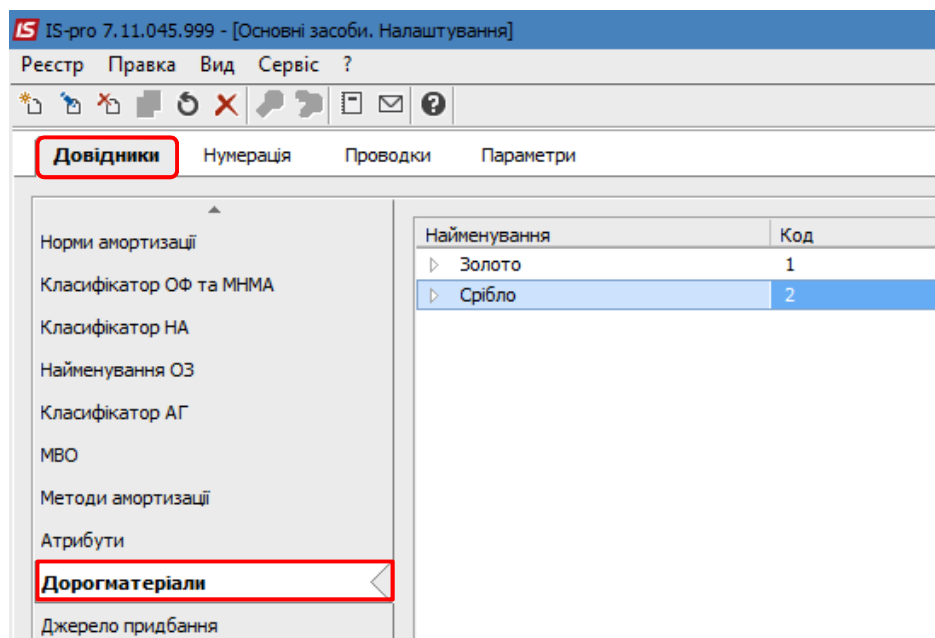 IS IS-pro 7.11.045.999 - [Основні засоби. Налаштування]
Реєстр Правка Вид Сервіс ?
Довідники Нумерація Проводки Параметри
Найменування Код
Золото 1
Срібло 2
Норми амортизації
Класифікатор ОФ та МНМА
Класифікатор НА
Найменування ОЗ
Класифікатор АГ
МВО
Методи амортизації
Атрибути
Дорогматеріали
Джерело придбання